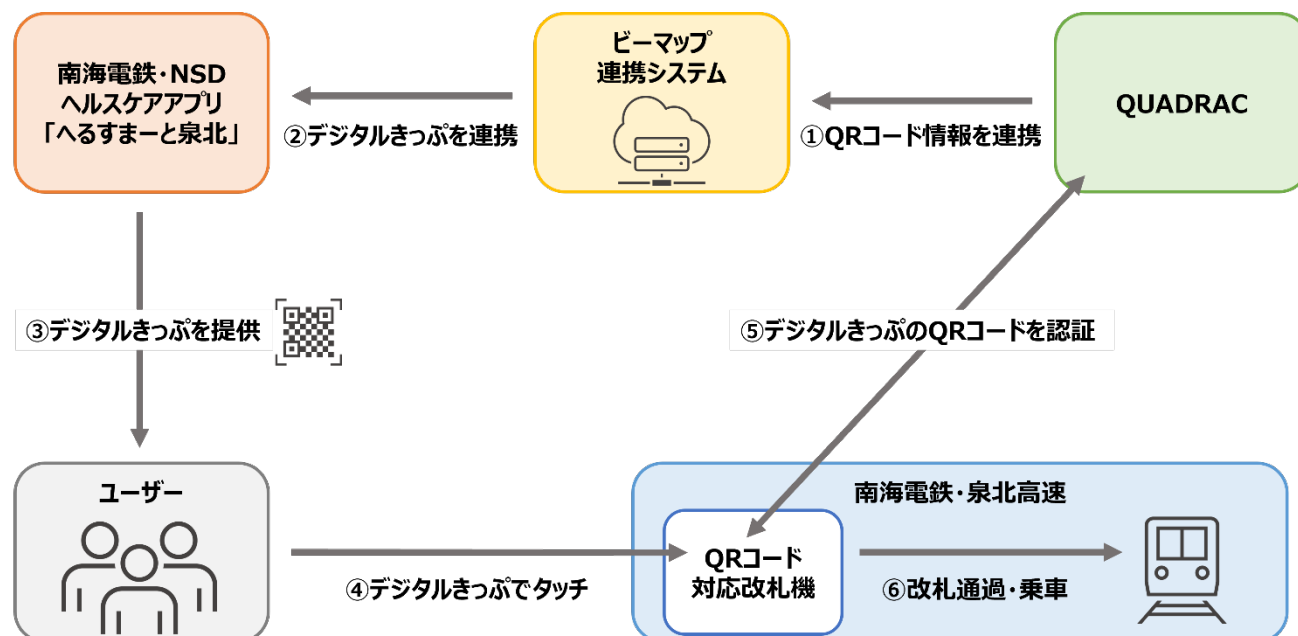 南海電鉄・NSD
ヘルスケアアプリ
「へるすまーと泉北」
②デジタルきっぷを連携
ビーマップ
連携システム
①QRコード情報を連携
QUADRAC
③デジタルきっぷを提供
⑤デジタルきっぷのQRコードを認証
ユーザー
④デジタルきっぷでタッチ
南海電鉄・泉北高速
QRコード
対応改札機
⑥改札通過・乗車